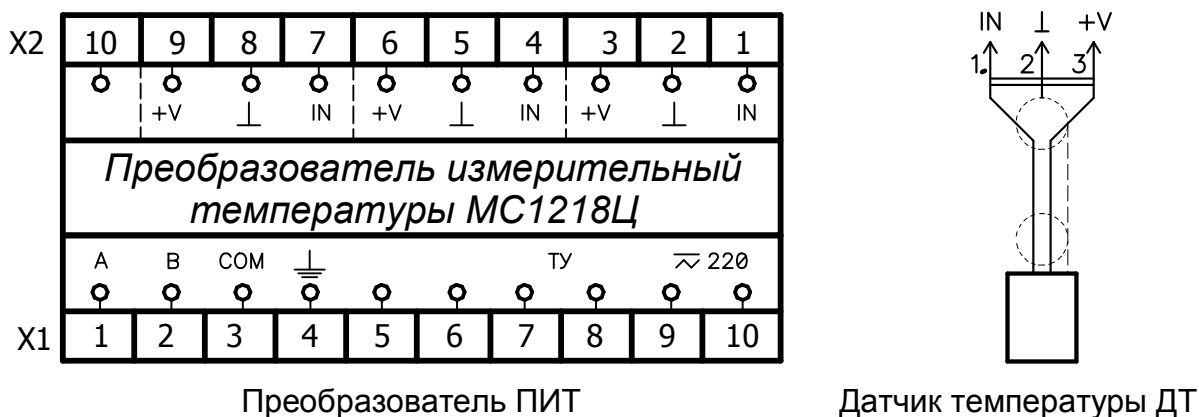 X2 10 9 8 7 6 5 4 3 2 1
+V ⊥ IN +V ⊥ IN +V ⊥ IN
Преобразователь измерительный
температуры МС1218Ц
A B COM ТУ 220
X1 1 2 3 4 5 6 7 8 9 10
Преобразователь ПИТ
IN ⊥ +V
1. 2 3
Датчик температуры ДТ